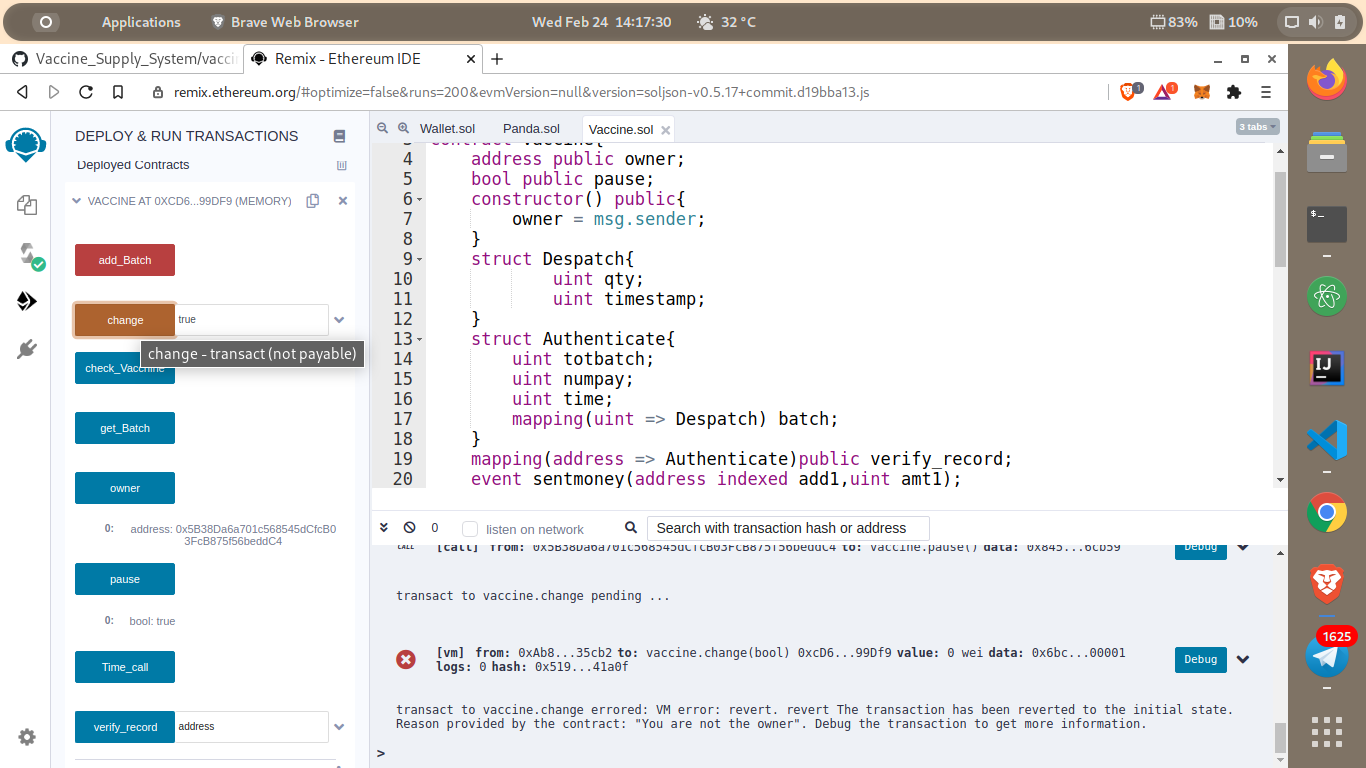 Applications Brave Web Browser Wed Feb 24 14:17:30 32 °C 83% 10%
Vaccine_Supply_System/vacci Remix - Ethereum IDE
remix.ethereum.org/#optimize=false&runs=200&evmVersion=null&version=soljson-v0.5.17+commit.d19bba13.js 1 1
DEPLOY & RUN TRANSACTIONS
Deployed Contracts
VACCINE AT 0XCD6...99DF9 (MEMORY)
add_Batch
change true
change - transact (not payable)
check_Vacchine
get_Batch
owner
0: address: 0x5B38Da6a701c568545dCfcB0
3FcB875f56beddC4
pause
0: bool: true
Time_call
verify_record address
Wallet.sol Panda.sol Vaccine.sol 3 tabs
3 contract Vaccine{
4 address public owner;
5 bool public pause;
6 constructor() public{
7 owner = msg.sender;
8 }
9 struct Despatch{
10 uint qty;
11 uint timestamp;
12 }
13 struct Authenticate{
14 uint totbatch;
15 uint numpay;
16 uint time;
17 mapping(uint => Despatch) batch;
18 }
19 mapping(address => Authenticate)public verify_record;
20 event sentmoney(address indexed add1,uint amt1);
0 listen on network Search with transaction hash or address
CALL [call] from: 0x5B38Da6a701c568545dCfcB03FcB875f56beddC4 to: vaccine.pause() data: 0x845...6cb59 Debug
transact to vaccine.change pending ...
[vm] from: 0xAb8...35cb2 to: vaccine.change(bool) 0xcD6...99Df9 value: 0 wei data: 0x6bc...00001
logs: 0 hash: 0x519...41a0f Debug
transact to vaccine.change errored: VM error: revert. revert The transaction has been reverted to the initial state.
Reason provided by the contract: "You are not the owner". Debug the transaction to get more information.
>
$_
IJ
1625